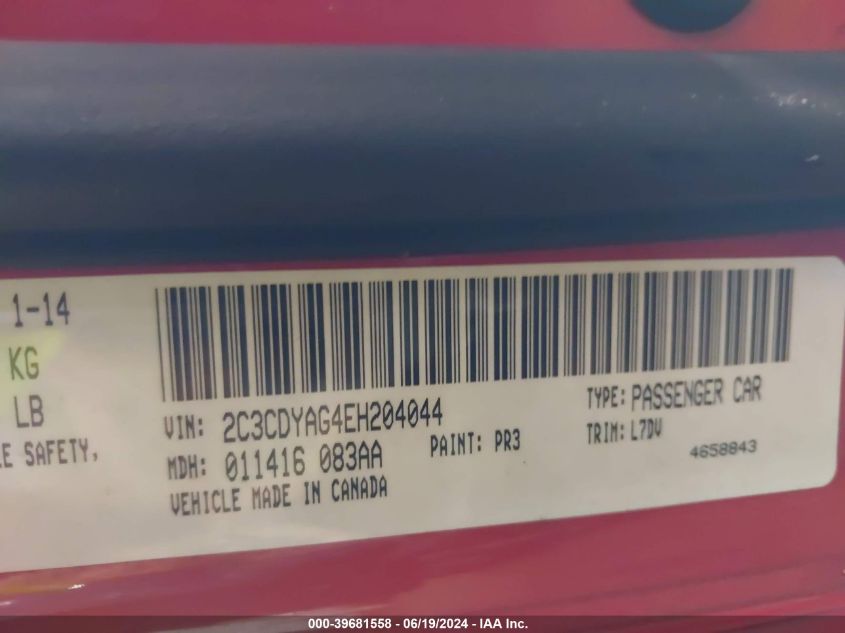 1-14
KG
LB
E SAFETY,
VIN: 2C3CDYAG4EH204044
TYPE: PASSENGER CAR
MDH: 011416 083AA
PAINT: PR3
TRIM: L7DV
4658843
VEHICLE MADE IN CANADA
000-39681558 - 06/19/2024 - IAA Inc.